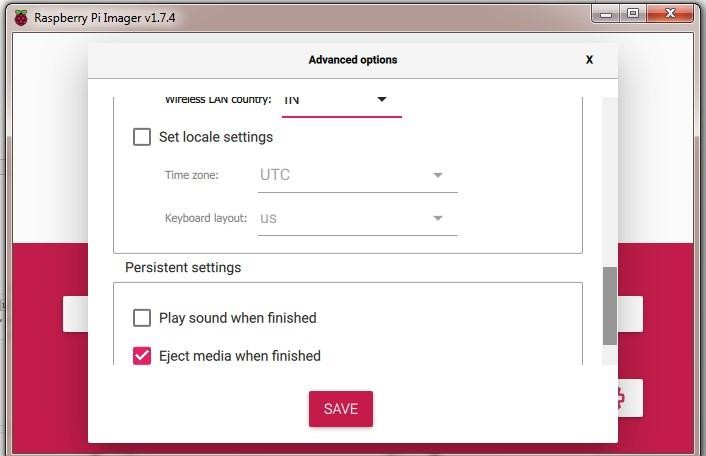 Raspberry Pi Imager v1.7.4
Advanced options X
Wireless LAN country: IN
Set locale settings
Time zone: UTC
Keyboard layout: us
Persistent settings
Play sound when finished
Eject media when finished
SAVE